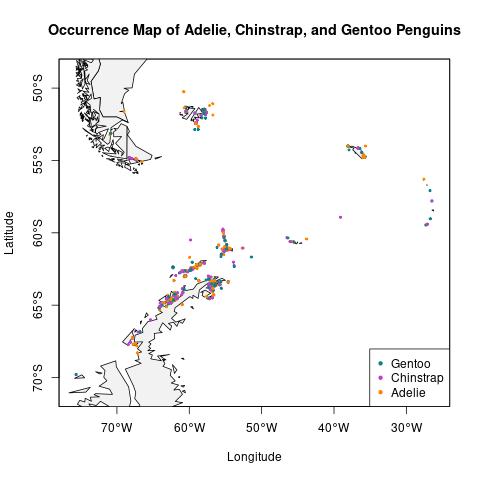 Occurrence Map of Adelie, Chinstrap, and Gentoo Penguins
50°S
55°S
60°S
65°S
70°S
Latitude
Gentoo
Chinstrap
Adelie
70°W
60°W
50°W
40°W
30°W
Longitude